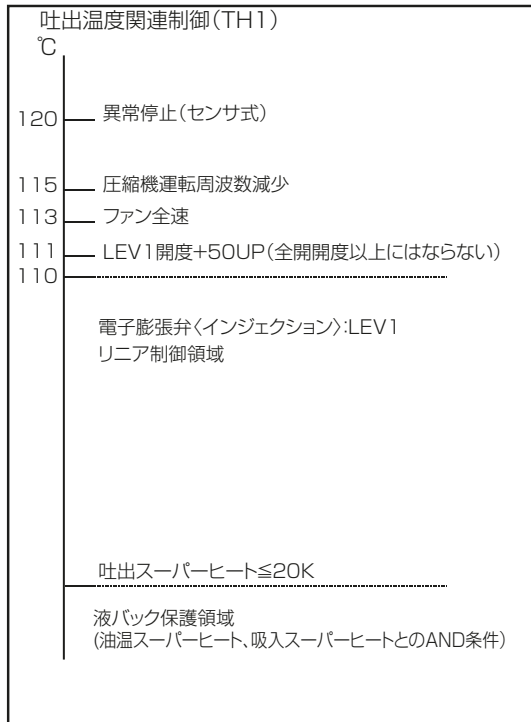 吐出温度関連制御(TH1)
℃
120 異常停止(センサ式)
115 圧縮機運転周波数減少
113 ファン全速
111 LEV1開度+50UP(全開開度以上にはならない)
110
電子膨張弁〈インジェクション〉:LEV1
リニア制御領域
吐出スーパーヒート≦20K
液バック保護領域
(油温スーパーヒート、吸入スーパーヒートとのAND条件)